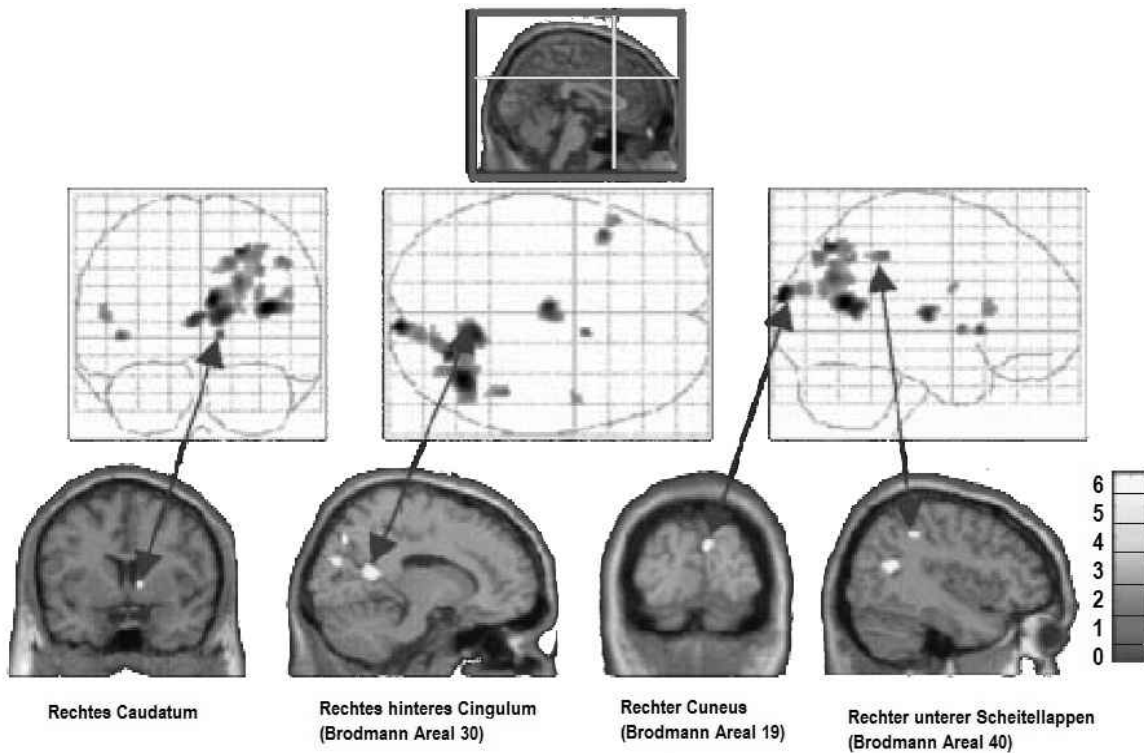 6
5
4
3
2
1
0
Rechtes Caudatum
Rechtes hinteres Cingulum
(Brodmann Areal 30)
Rechter Cuneus
(Brodmann Areal 19)
Rechter unterer Scheitellappen
(Brodmann Areal 40)